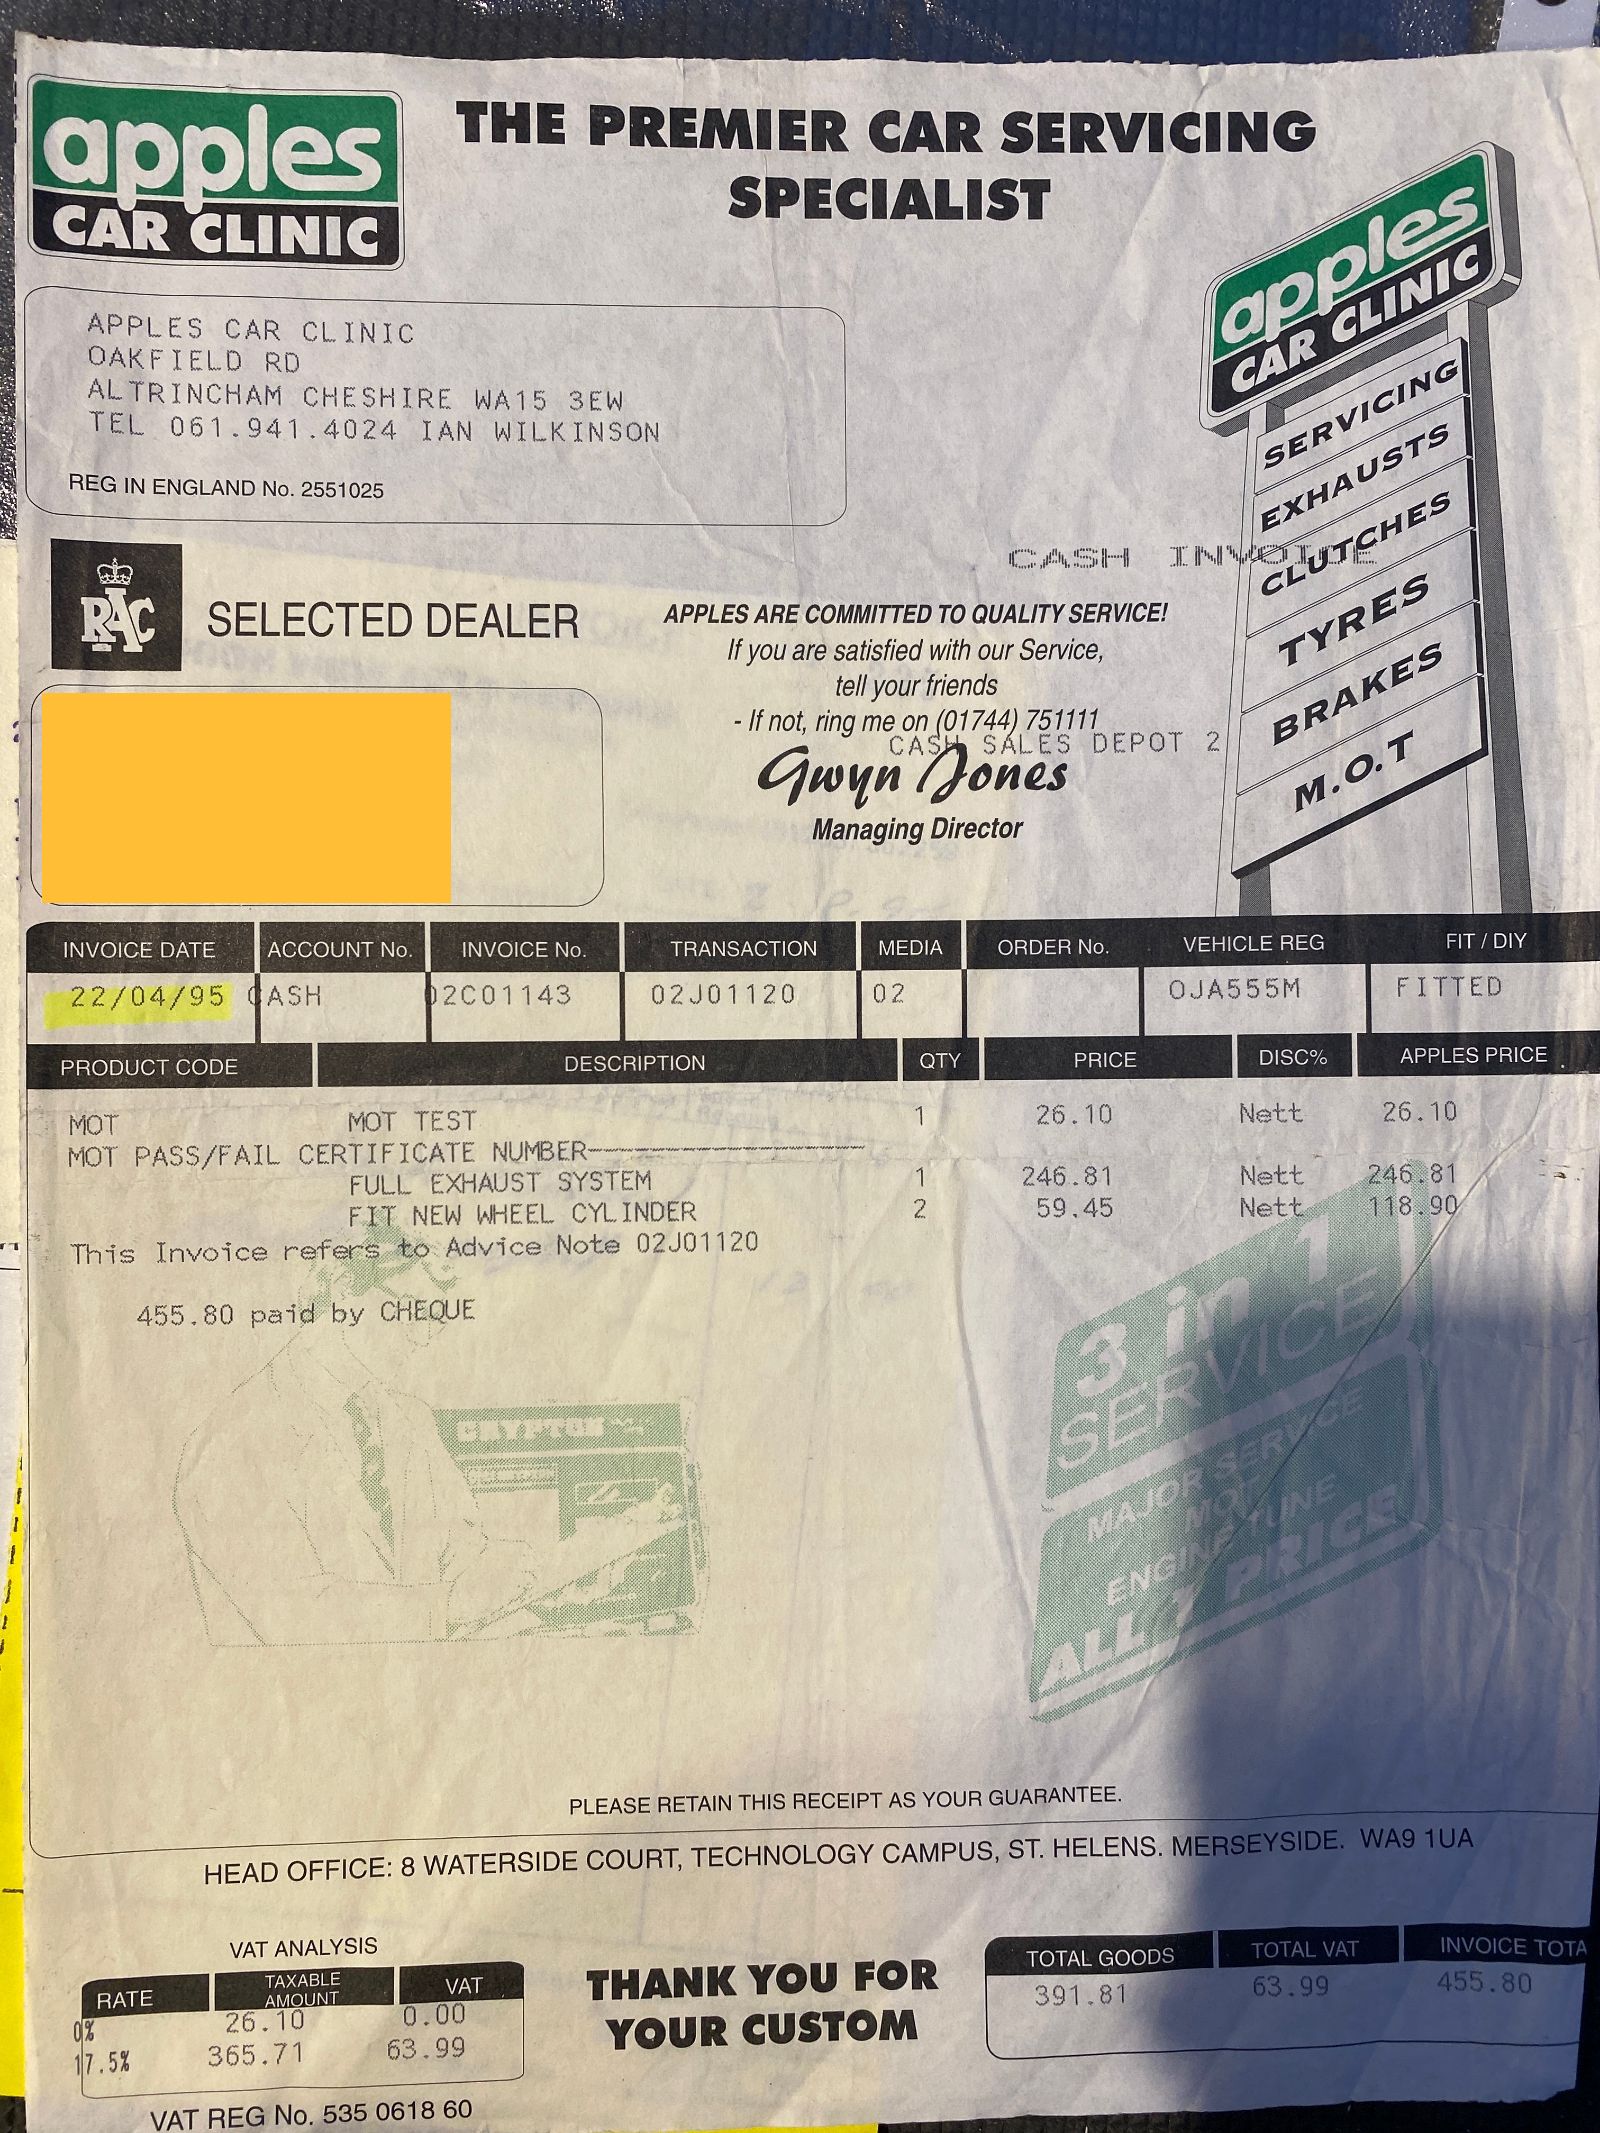 apples
CAR CLINIC
THE PREMIER CAR SERVICING
SPECIALIST
apples
CAR CLINIC
SERVICING
EXHAUSTS
CLUTCHES
TYRES
BRAKES
M.O.T
APPLES CAR CLINIC
OAKFIELD RD
ALTRINCHAM CHESHIRE WA15 3EW
TEL 061.941.4024 IAN WILKINSON
REG IN ENGLAND No. 2551025
CASH INVOICE
RAC
SELECTED DEALER
APPLES ARE COMMITTED TO QUALITY SERVICE!
If you are satisfied with our Service,
tell your friends
- If not, ring me on (01744) 751111
CASH SALES DEPOT 2
Gwyn Jones
Managing Director
INVOICE DATE ACCOUNT No. INVOICE No. TRANSACTION MEDIA ORDER No. VEHICLE REG FIT / DIY
22/04/95 CASH 02C01143 02J01120 02 OJA555M FITTED
PRODUCT CODE DESCRIPTION QTY PRICE DISC% APPLES PRICE
MOT MOT TEST 1 26.10 Nett 26.10
MOT PASS/FAIL CERTIFICATE NUMBER--------------------
FULL EXHAUST SYSTEM 1 246.81 Nett 246.81
FIT NEW WHEEL CYLINDER 2 59.45 Nett 118.90
This Invoice refers to Advice Note 02J01120
455.80 paid by CHEQUE
CRYPTON
3 in 1
SERVICE
MAJOR SERVICE
MOT
ENGINE TUNE
PRICE
PLEASE RETAIN THIS RECEIPT AS YOUR GUARANTEE.
HEAD OFFICE: 8 WATERSIDE COURT, TECHNOLOGY CAMPUS, ST. HELENS. MERSEYSIDE. WA9 1UA
VAT ANALYSIS
RATE TAXABLE AMOUNT VAT
0% 26.10 0.00
17.5% 365.71 63.99
VAT REG No. 535 0618 60
THANK YOU FOR
YOUR CUSTOM
TOTAL GOODS TOTAL VAT INVOICE TOTA
391.81 63.99 455.80